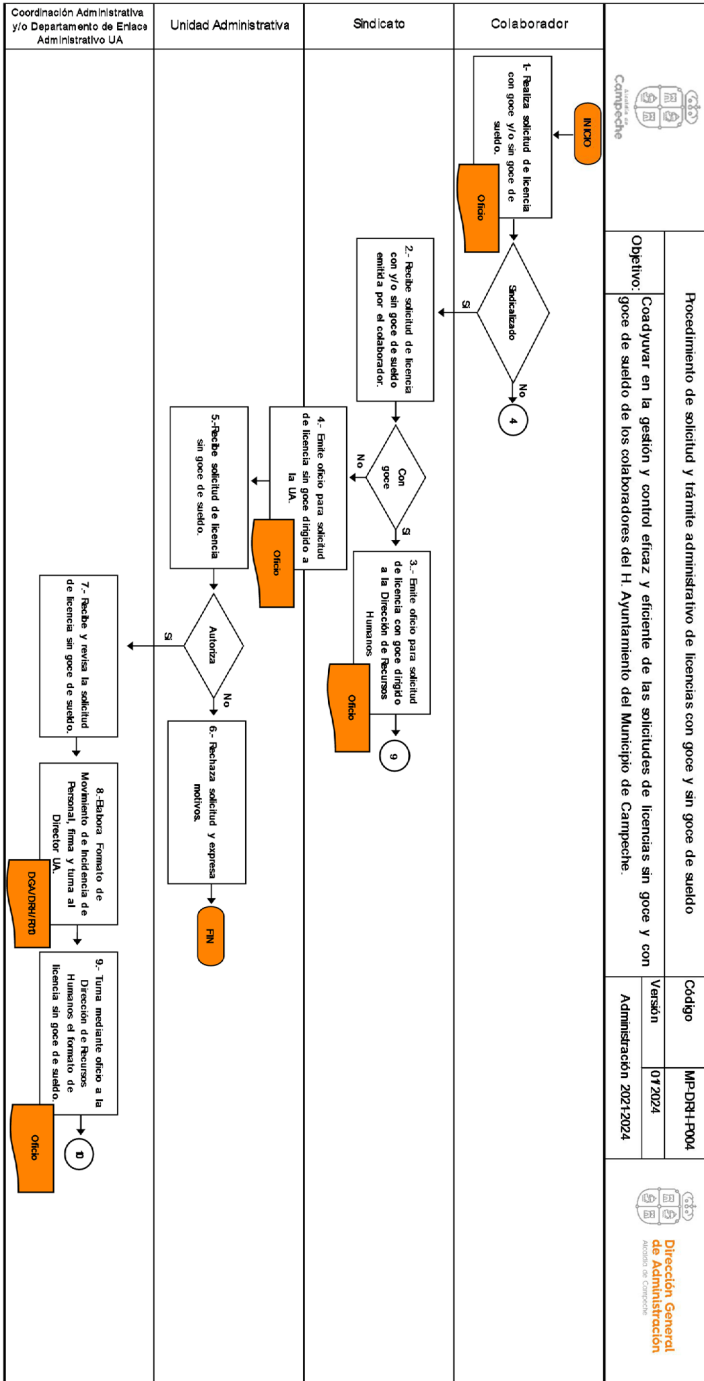 Alcaldía de
Campeche
Procedimiento de solicitud y trámite administrativo de licencias con goce y sin goce de sueldo
Código
MP-DRH-P004
Objetivo:
Coadyuvar en la gestión y control eficaz y eficiente de las solicitudes de licencias sin goce y con
goce de sueldo de los colaboradores del H. Ayuntamiento del Municipio de Campeche.
Versión
01/2024
Administración 2021-2024
Dirección General
de Administración
Alcaldía de Campeche
Colaborador
INICIO
1- Realiza solicitud de licencia
con goce y/o sin goce de
sueldo.
Oficio
Sindicalizado
No
4
Si
Sindicato
2.- Recibe solicitud de licencia
con y/o sin goce de sueldo
emitida por el colaborador.
Con
goce
Si
No
3..- Emite oficio para solicitud
de licencia con goce dirigido
a la Dirección de Recursos
Humanos
Oficio
9
4.- Emite oficio para solicitud
de licencia sin goce dirigido a
la UA.
Oficio
Unidad Administrativa
5.-Recibe solicitud de licencia
sin goce de sueldo.
Autoriza
No
Si
6.- Rechaza solicitud y expresa
motivos.
FIN
Coordinación Administrativa
y/o Departamento de Enlace
Administrativo UA
7.- Recibe y revisa la solicitud
de licencia sin goce de sueldo.
8.-Elabora Formato de
Movimiento de Incidencia de
Personal, firma y turna al
Director UA.
DGA/DRH/R10
9.- Turna mediante oficio a la
Dirección de Recursos
Humanos el formato de
licencia sin goce de sueldo.
Oficio
10